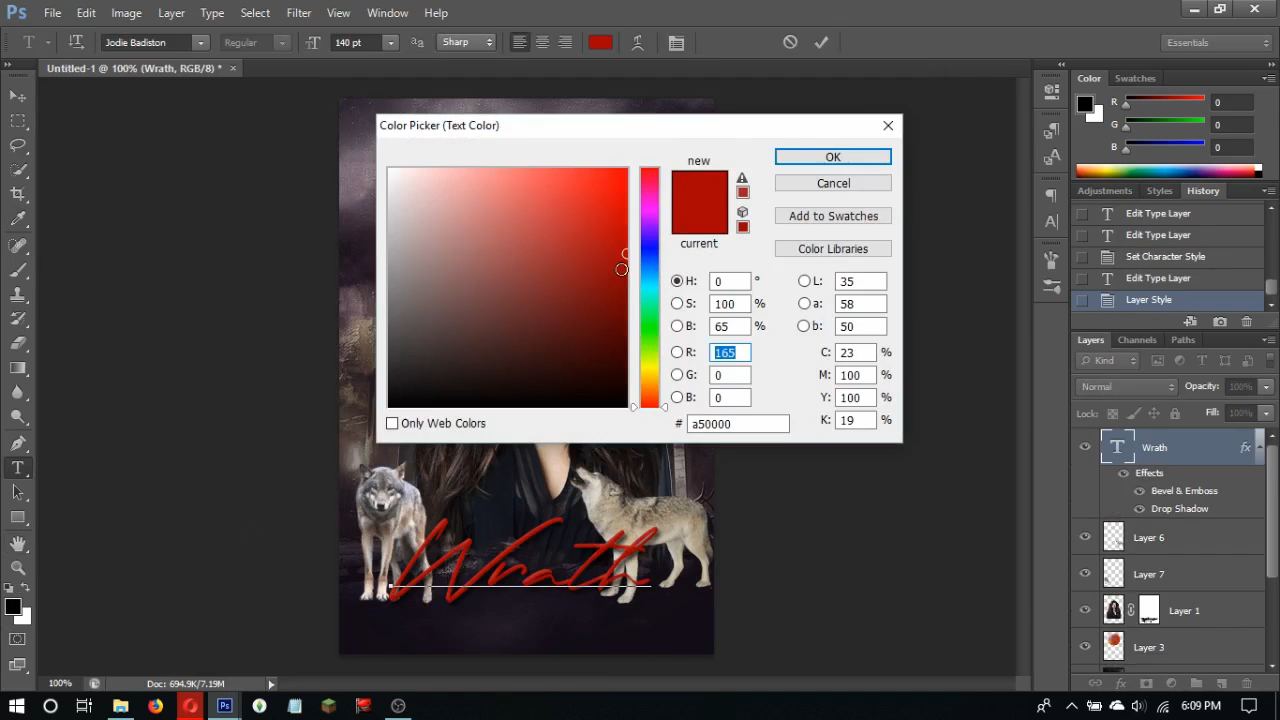 Ps File Edit Image Layer Type Select Filter View Window Help
T Jodie Badiston Regular 140 pt Sharp Essentials
Untitled-1 @ 100% (Wrath, RGB/8) * ×
Color Swatches
R 0
G 0
B 0
Adjustments Styles History
Edit Type Layer
Edit Type Layer
Set Character Style
Edit Type Layer
Layer Style
Layers Channels Paths
Kind
Normal Opacity: 100%
Lock: Fill: 100%
Wrath fx
Effects
Bevel & Emboss
Drop Shadow
Layer 6
Layer 7
Layer 1
Layer 3
Color Picker (Text Color)
new
current
OK
Cancel
Add to Swatches
Color Libraries
H: 0 ° L: 35
S: 100 % a: 58
B: 65 % b: 50
R: 165 C: 23 %
G: 0 M: 100 %
B: 0 Y: 100 %
# a50000 K: 19 %
Only Web Colors
Wrath
100% Doc: 694.9K/7.19M
6:09 PM